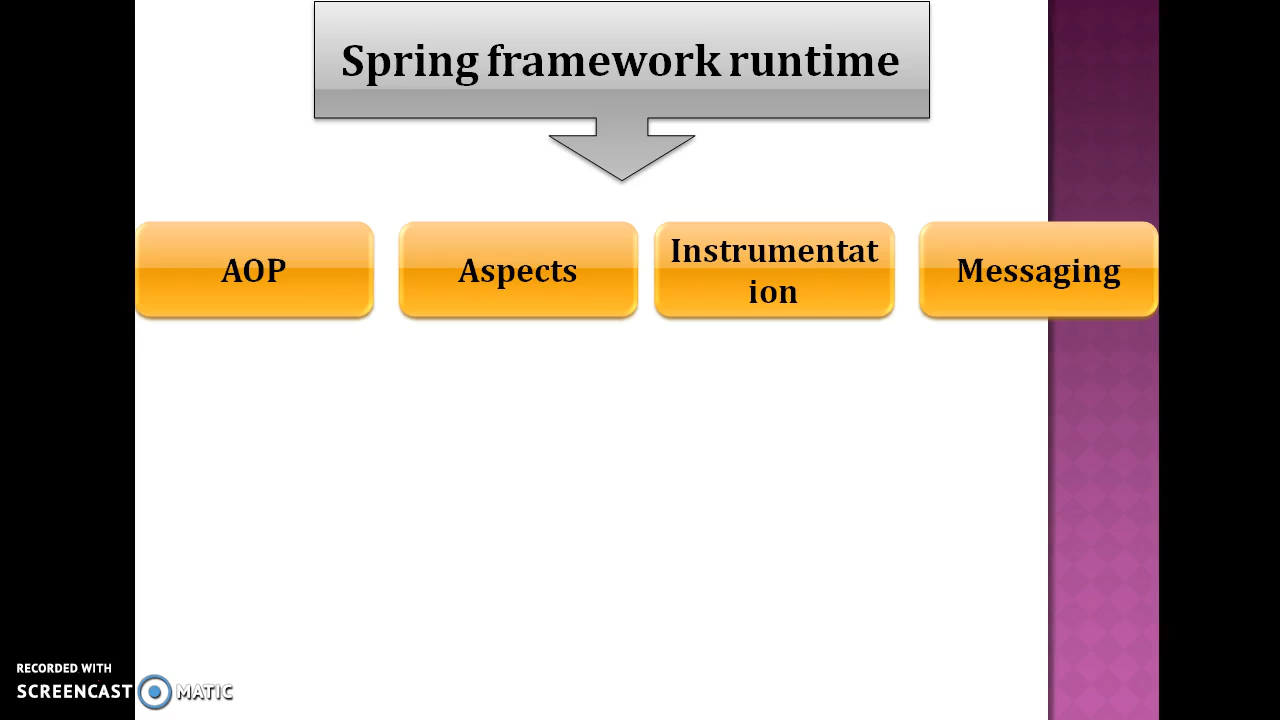 Spring framework runtime
AOP
Aspects
Instrumentat
ion
Messaging
RECORDED WITH
SCREENCAST MATIC